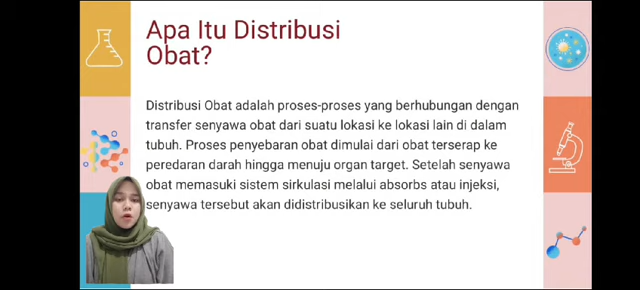 Apa Itu Distribusi
Obat?
Distribusi Obat adalah proses-proses yang berhubungan dengan
transfer senyawa obat dari suatu lokasi ke lokasi lain di dalam
tubuh. Proses penyebaran obat dimulai dari obat terserap ke
peredaran darah hingga menuju organ target. Setelah senyawa
obat memasuki sistem sirkulasi melalui absorbs atau injeksi,
senyawa tersebut akan didistribusikan ke seluruh tubuh.